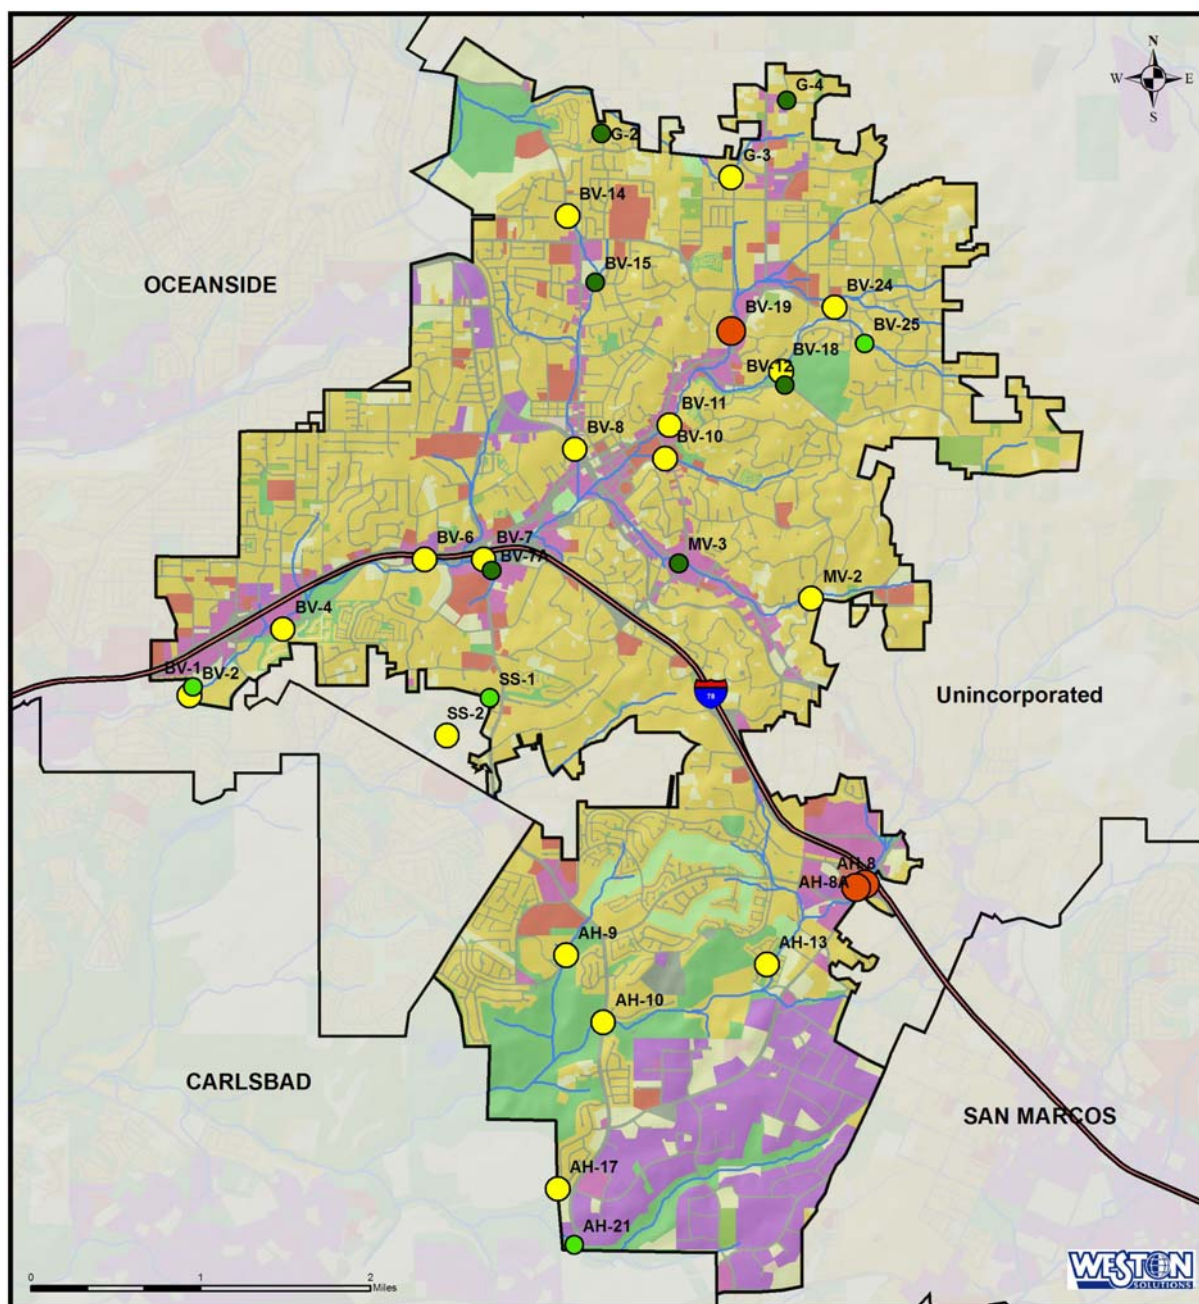 N
W E
S
G-4
G-2
G-3
BV-14
OCEANSIDE
BV-15
BV-24
BV-19
BV-25
BV-18
BV-12
BV-11
BV-8
BV-10
BV-6
BV-7
BV-7A
MV-3
MV-2
BV-4
BV-1
BV-2
SS-1
78
Unincorporated
SS-2
AH-8
AH-8A
AH-9
AH-13
AH-10
CARLSBAD
SAN MARCOS
AH-17
AH-21
WESTON
SOLUTIONS
0 1 2
Miles